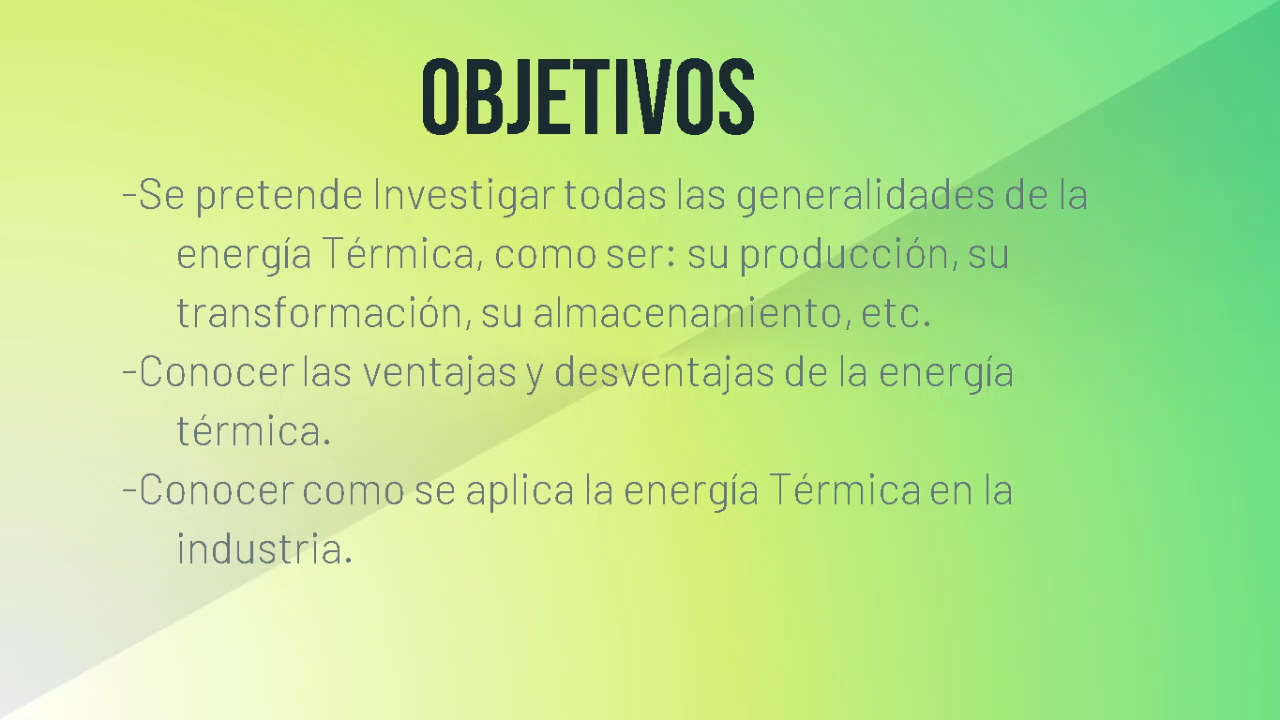 OBJETIVOS
-Se pretende Investigar todas las generalidades de la
energía Térmica, como ser: su producción, su
transformación, su almacenamiento, etc.
-Conocer las ventajas y desventajas de la energía
térmica.
-Conocer como se aplica la energía Térmica en la
industria.